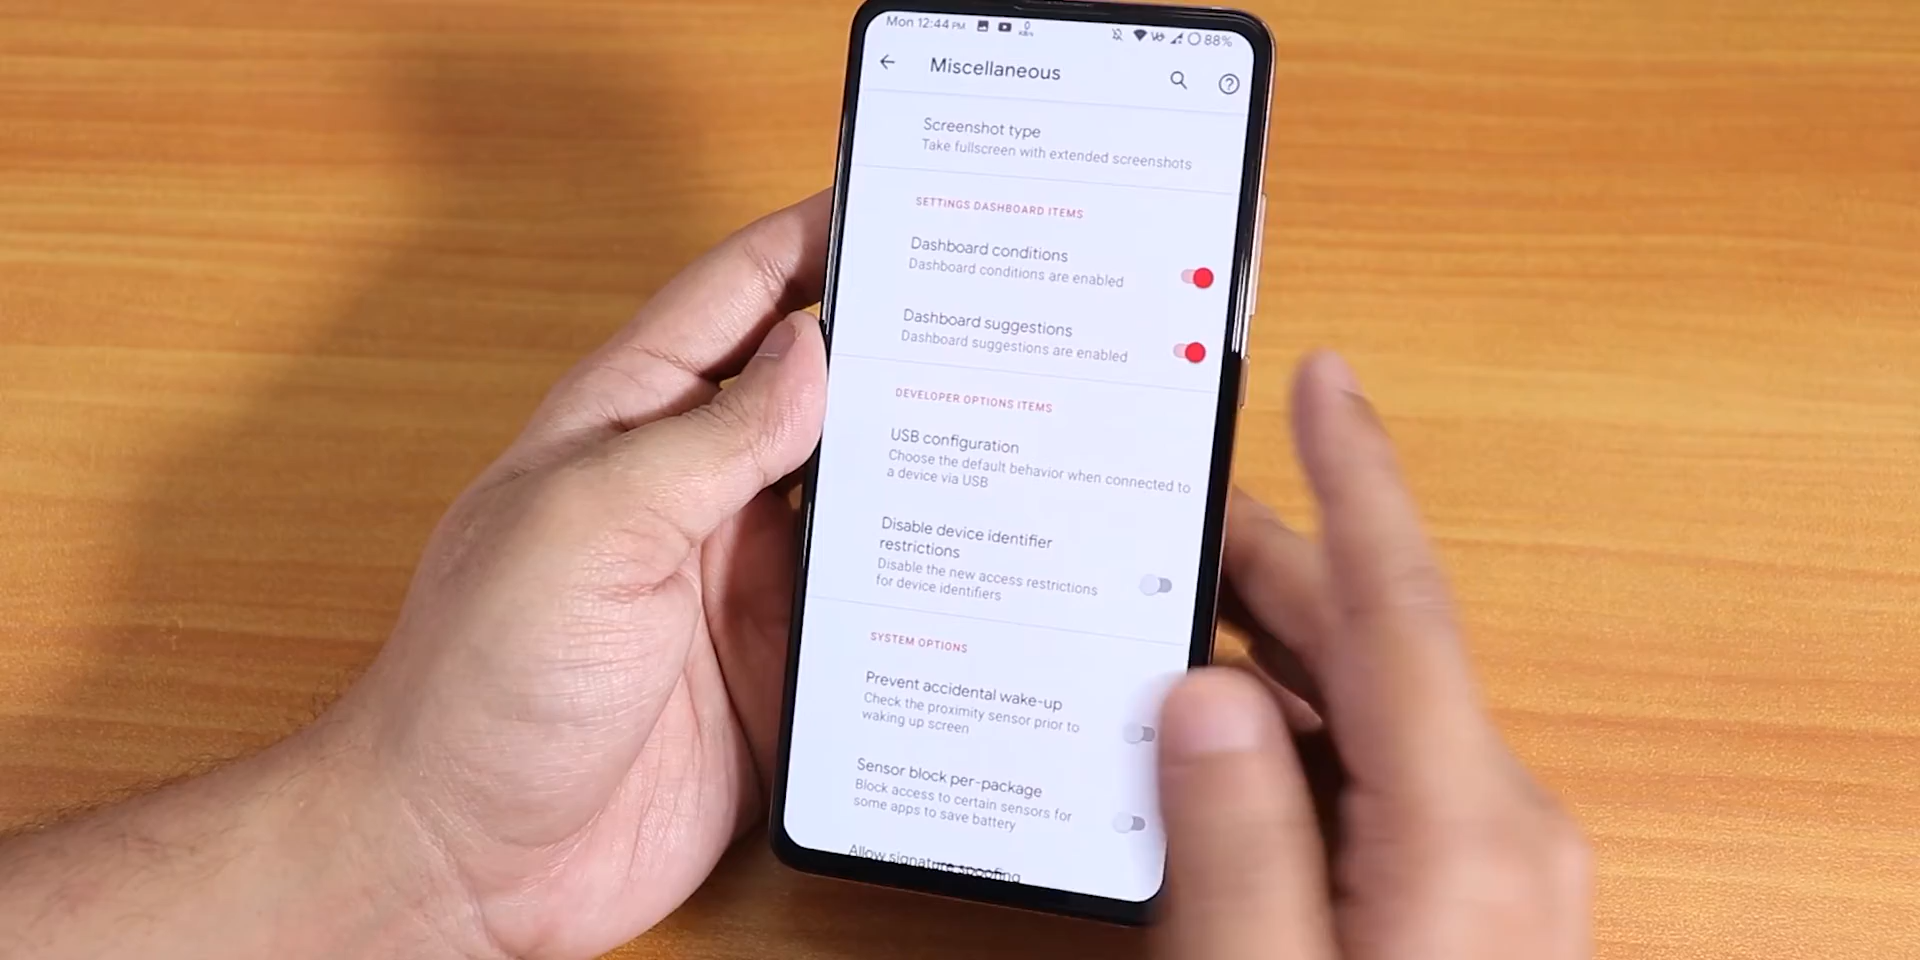 Mon 12:44 PM
88%
Miscellaneous
Screenshot type
Take fullscreen with extended screenshots
SETTINGS DASHBOARD ITEMS
Dashboard conditions
Dashboard conditions are enabled
Dashboard suggestions
Dashboard suggestions are enabled
DEVELOPER OPTIONS ITEMS
USB configuration
Choose the default behavior when connected to
a device via USB
Disable device identifier
restrictions
Disable the new access restrictions
for device identifiers
SYSTEM OPTIONS
Prevent accidental wake-up
Check the proximity sensor prior to
waking up screen
Sensor block per-package
Block access to certain sensors for
some apps to save battery
Allow signature spoofing